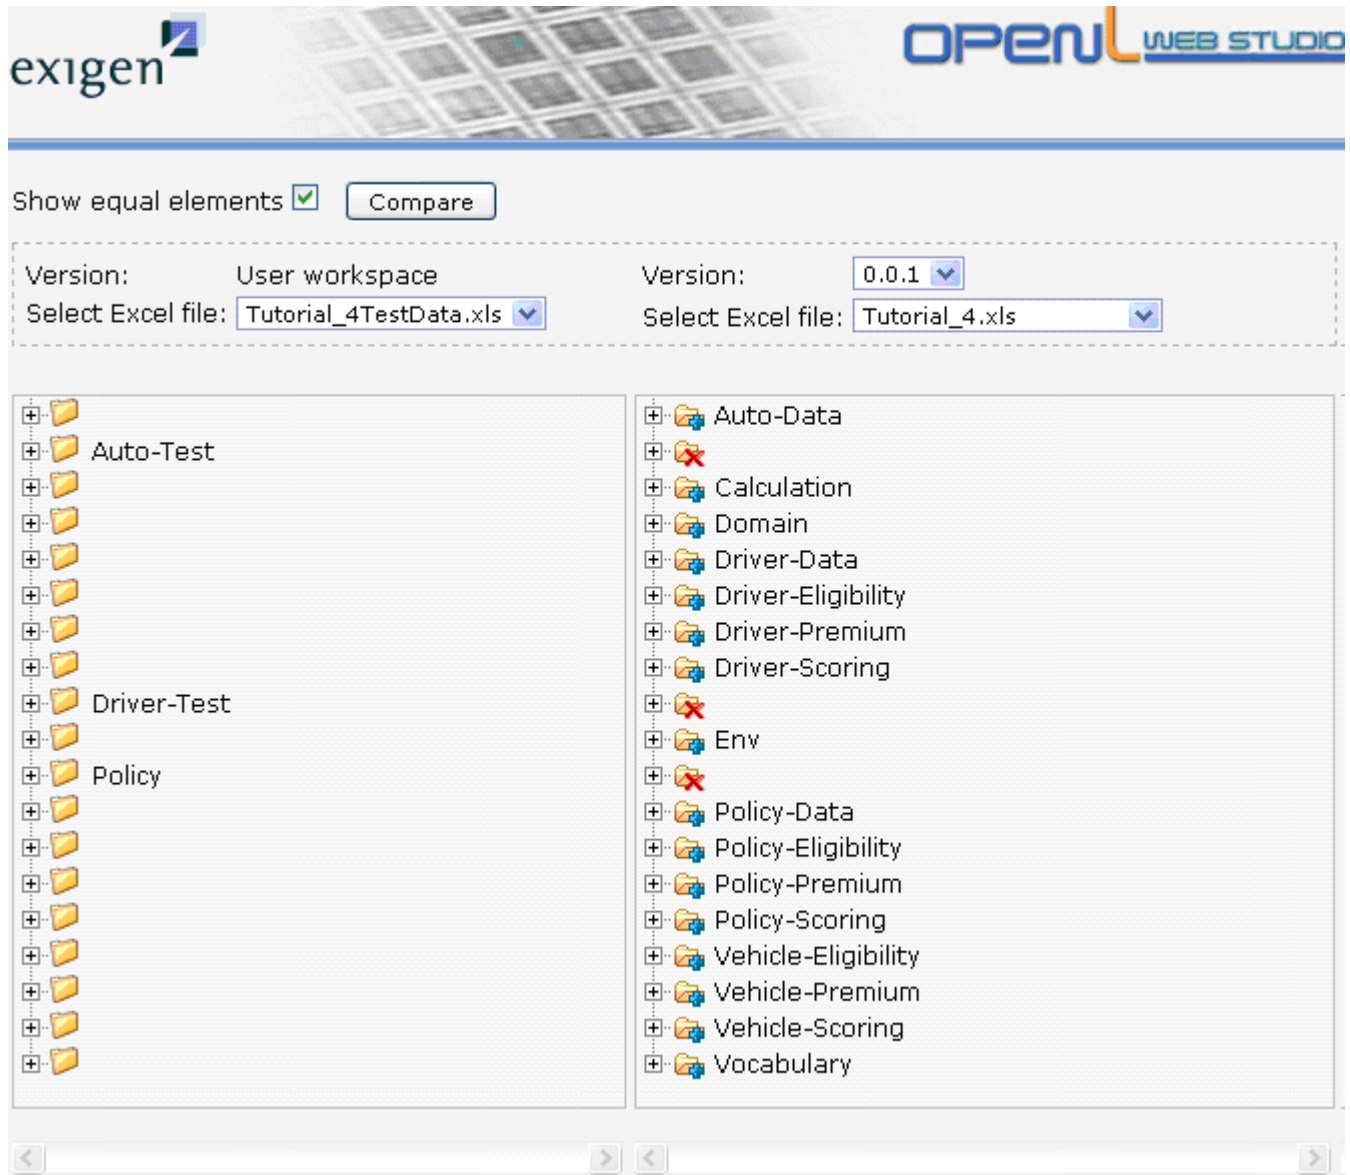 exigen
OPENL WEB STUDIO
Show equal elements Compare
Version: User workspace
Select Excel file: Tutorial_4TestData.xls
Version: 0.0.1
Select Excel file: Tutorial_4.xls
Auto-Test
Driver-Test
Policy
Auto-Data
Calculation
Domain
Driver-Data
Driver-Eligibility
Driver-Premium
Driver-Scoring
Env
Policy-Data
Policy-Eligibility
Policy-Premium
Policy-Scoring
Vehicle-Eligibility
Vehicle-Premium
Vehicle-Scoring
Vocabulary